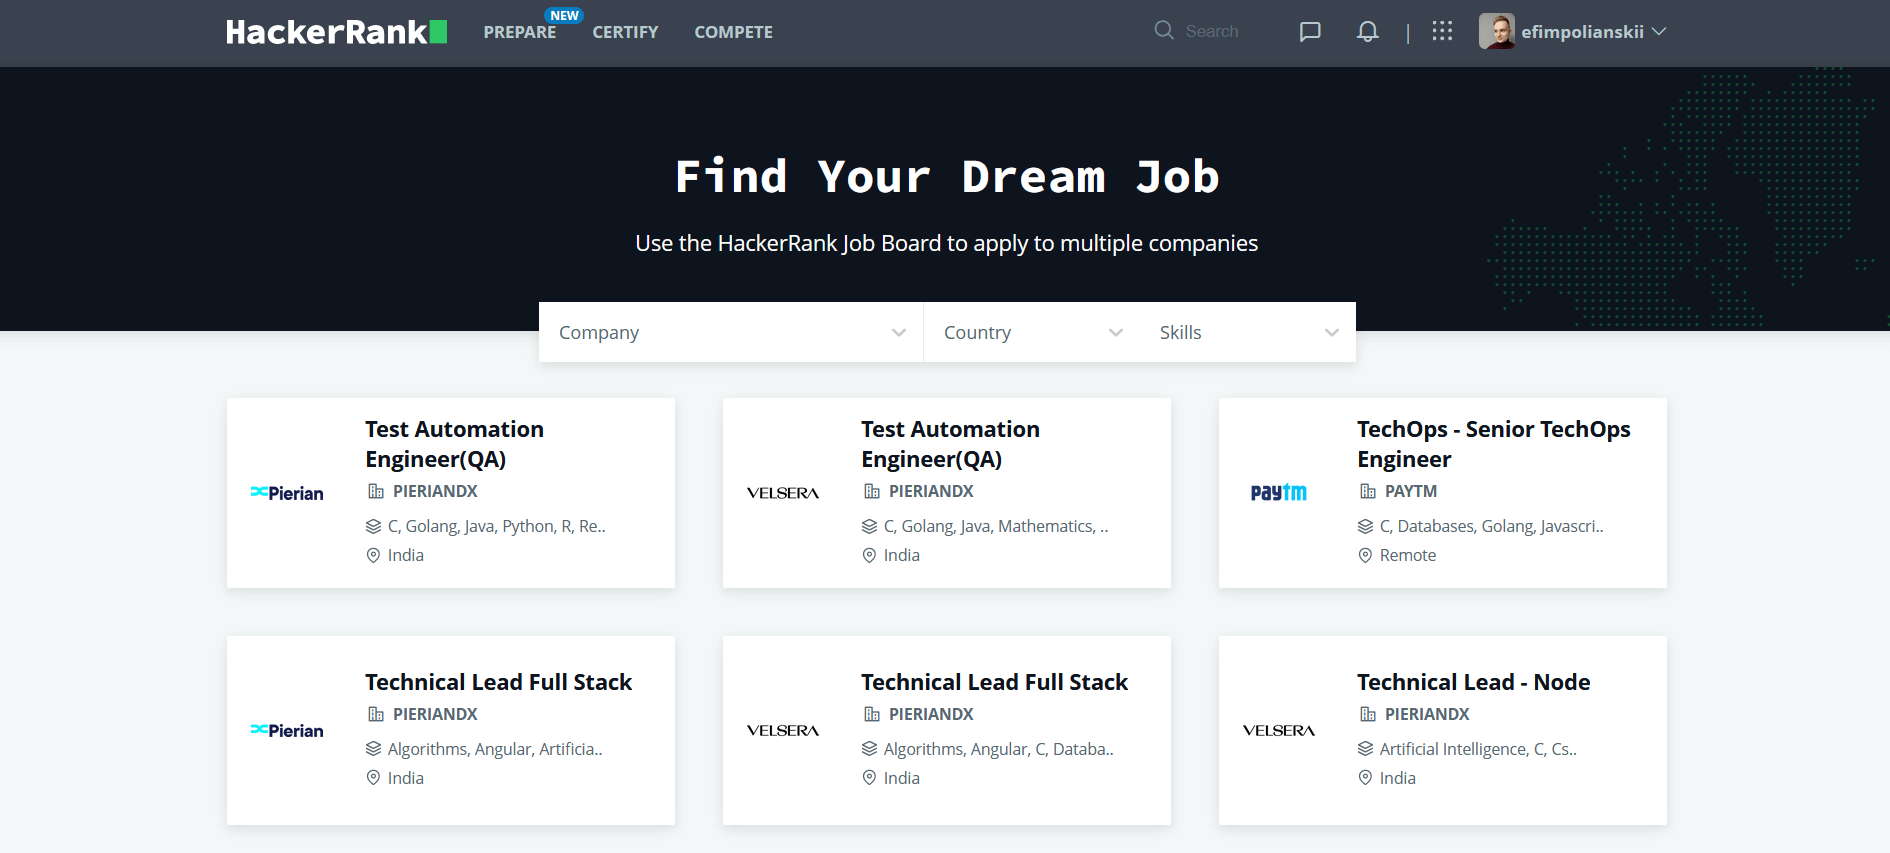 HackerRank
PREPARE
NEW
CERTIFY
COMPETE
Search
|
efimpolianskii
Find Your Dream Job
Use the HackerRank Job Board to apply to multiple companies
Company
Country
Skills
Pierian
Test Automation
Engineer(QA)
PIERIANDX
C, Golang, Java, Python, R, Re..
India
VELSERA
Test Automation
Engineer(QA)
PIERIANDX
C, Golang, Java, Mathematics, ..
India
paytm
TechOps - Senior TechOps
Engineer
PAYTM
C, Databases, Golang, Javascri..
Remote
Pierian
Technical Lead Full Stack
PIERIANDX
Algorithms, Angular, Artificia..
India
VELSERA
Technical Lead Full Stack
PIERIANDX
Algorithms, Angular, C, Databa..
India
VELSERA
Technical Lead - Node
PIERIANDX
Artificial Intelligence, C, Cs..
India